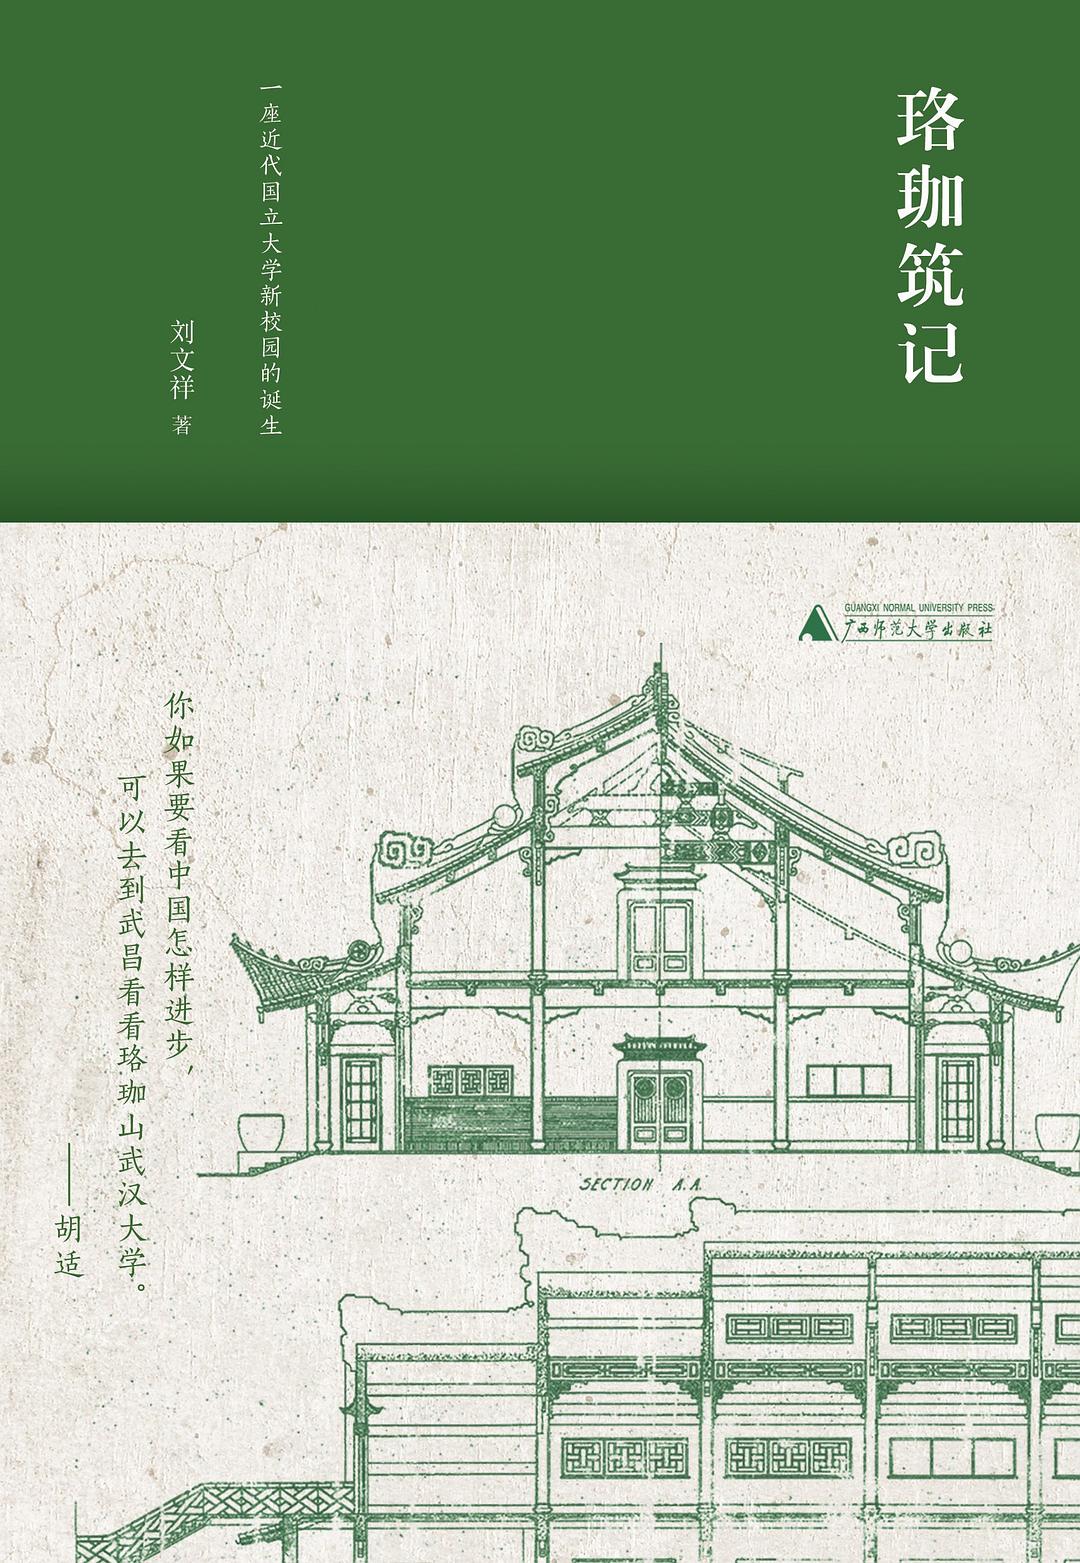 珞珈筑记
一座近代国立大学新校园的诞生
刘文祥 著
GUANGXI NORMAL UNIVERSITY PRESS
广西师范大学出版社
你如果要看中国怎样进步，
可以去到武昌看看珞珈山武汉大学。
——胡适
SECTION A.A.